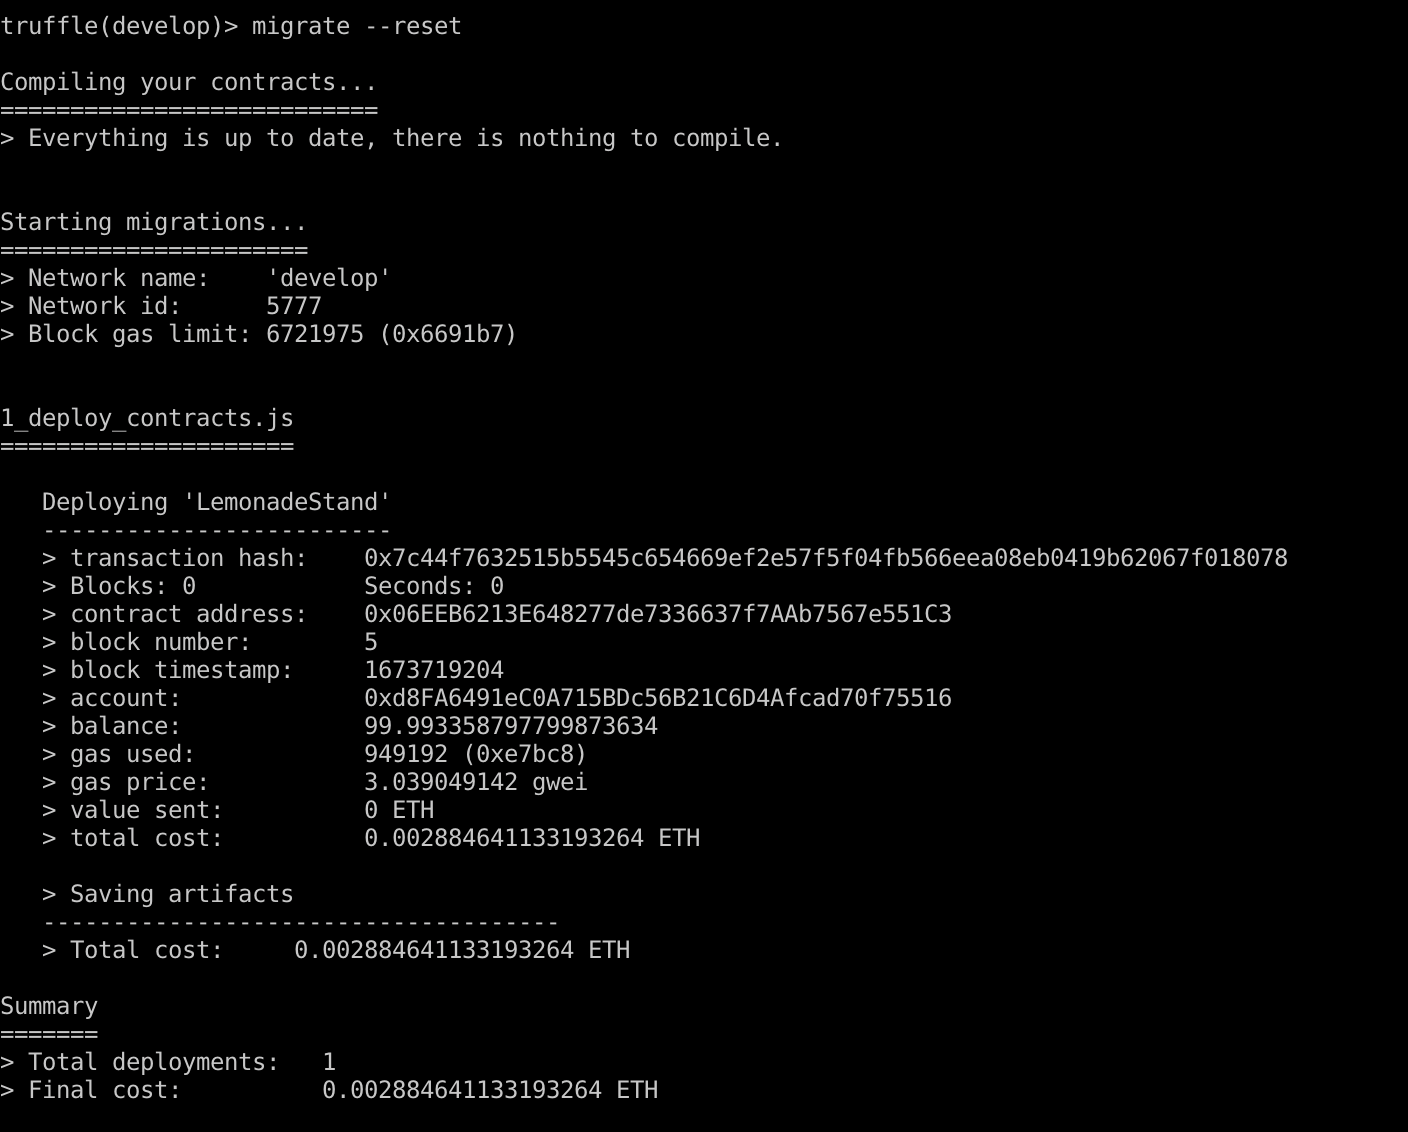 truffle(develop)> migrate --reset
Compiling your contracts...
===========================
> Everything is up to date, there is nothing to compile.
Starting migrations...
======================
> Network name:    'develop'
> Network id:      5777
> Block gas limit: 6721975 (0x6691b7)
1_deploy_contracts.js
=====================
   Deploying 'LemonadeStand'
   -------------------------
   > transaction hash:    0x7c44f7632515b5545c654669ef2e57f5f04fb566eea08eb0419b62067f018078
   > Blocks: 0            Seconds: 0
   > contract address:    0x06EEB6213E648277de7336637f7AAb7567e551C3
   > block number:        5
   > block timestamp:     1673719204
   > account:             0xd8FA6491eC0A715BDc56B21C6D4Afcad70f75516
   > balance:             99.993358797799873634
   > gas used:            949192 (0xe7bc8)
   > gas price:           3.039049142 gwei
   > value sent:          0 ETH
   > total cost:          0.002884641133193264 ETH
   > Saving artifacts
   -------------------------------------
   > Total cost:     0.002884641133193264 ETH
Summary
=======
> Total deployments:   1
> Final cost:          0.002884641133193264 ETH